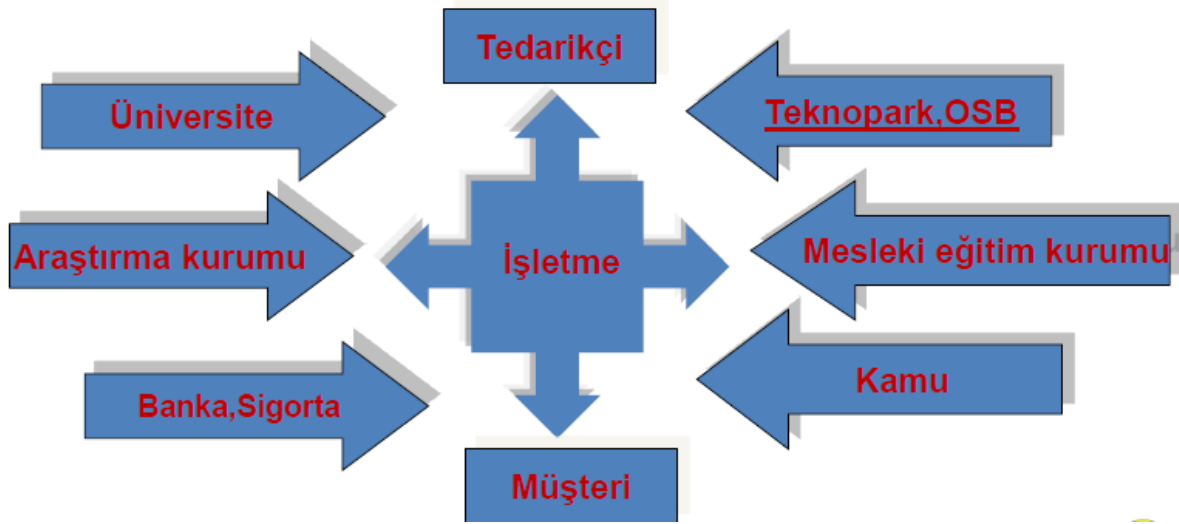 Tedarikçi
Üniversite
Teknopark,OSB
Araştırma kurumu
İşletme
Mesleki eğitim kurumu
Banka,Sigorta
Kamu
Müşteri